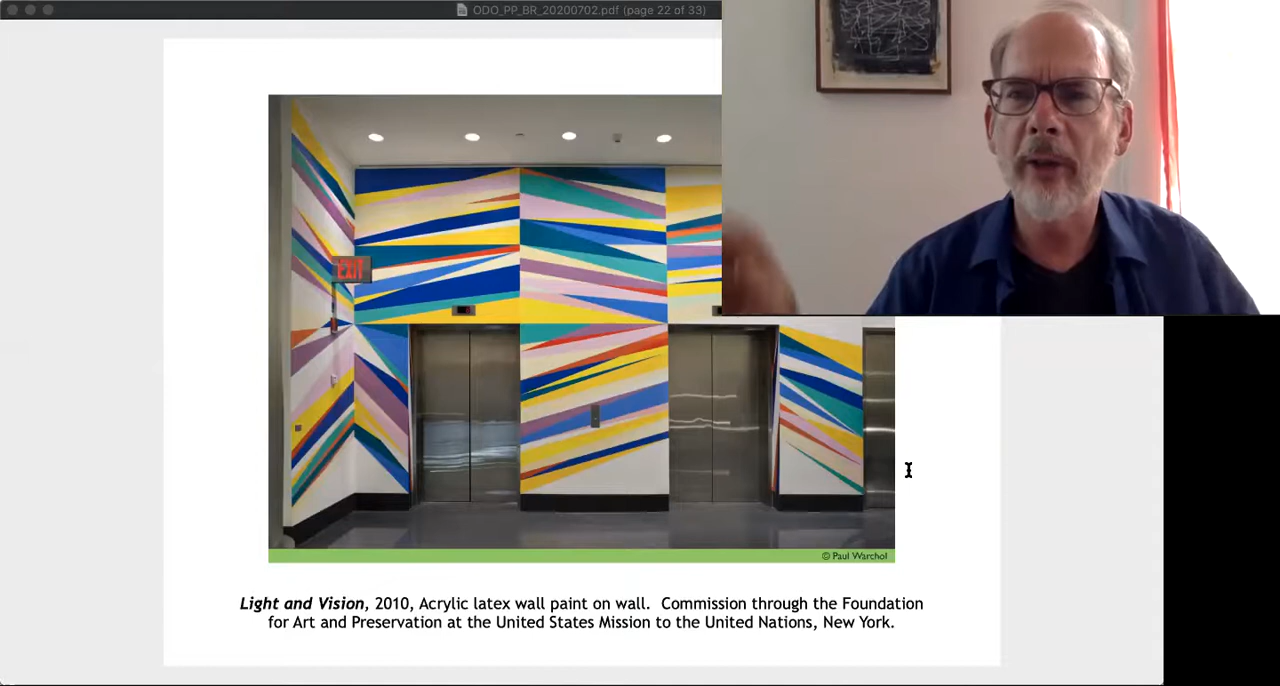 ODO_PP_BR_20200702.pdf (page 22 of 33)
EXIT
© Paul Warchol
Light and Vision, 2010, Acrylic latex wall paint on wall.  Commission through the Foundation
for Art and Preservation at the United States Mission to the United Nations, New York.